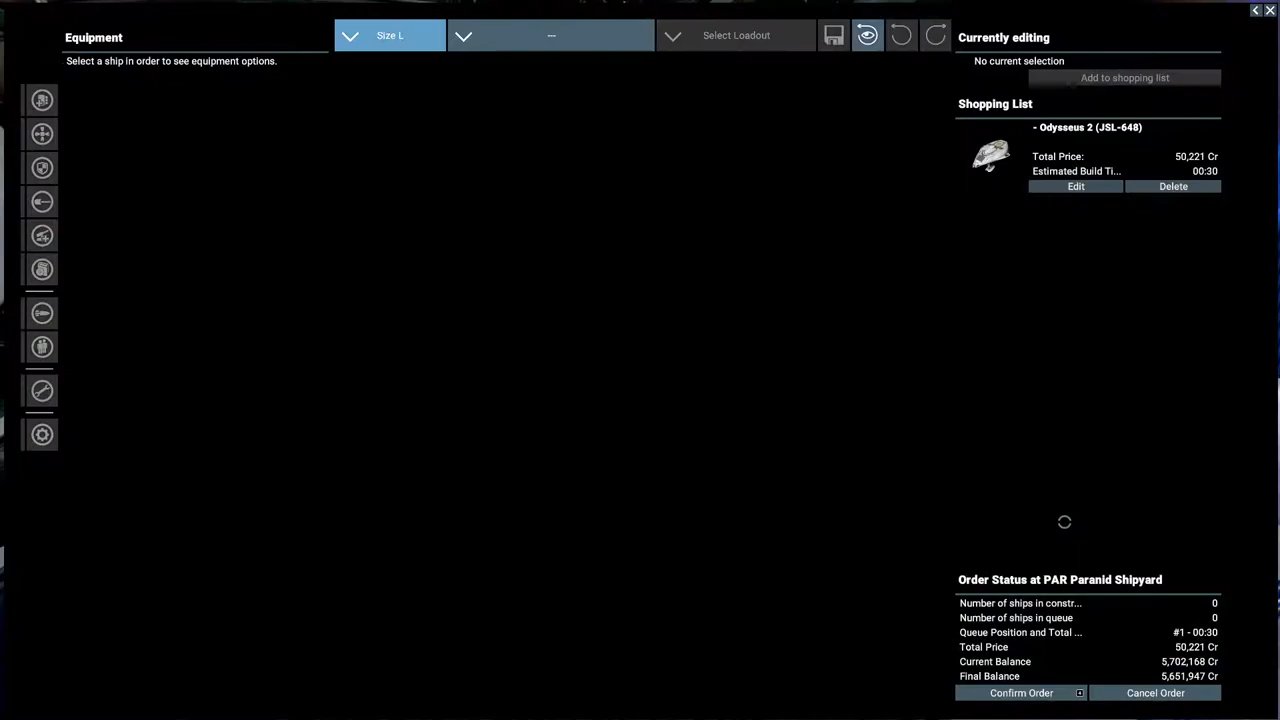 Equipment
Select a ship in order to see equipment options.
Size L
---
Select Loadout
Currently editing
No current selection
Add to shopping list
Shopping List
- Odysseus 2 (JSL-648)
Total Price: 50,221 Cr
Estimated Build Ti... 00:30
Edit Delete
Order Status at PAR Paranid Shipyard
Number of ships in constr... 0
Number of ships in queue 0
Queue Position and Total ... #1 - 00:30
Total Price 50,221 Cr
Current Balance 5,702,168 Cr
Final Balance 5,651,947 Cr
Confirm Order Cancel Order